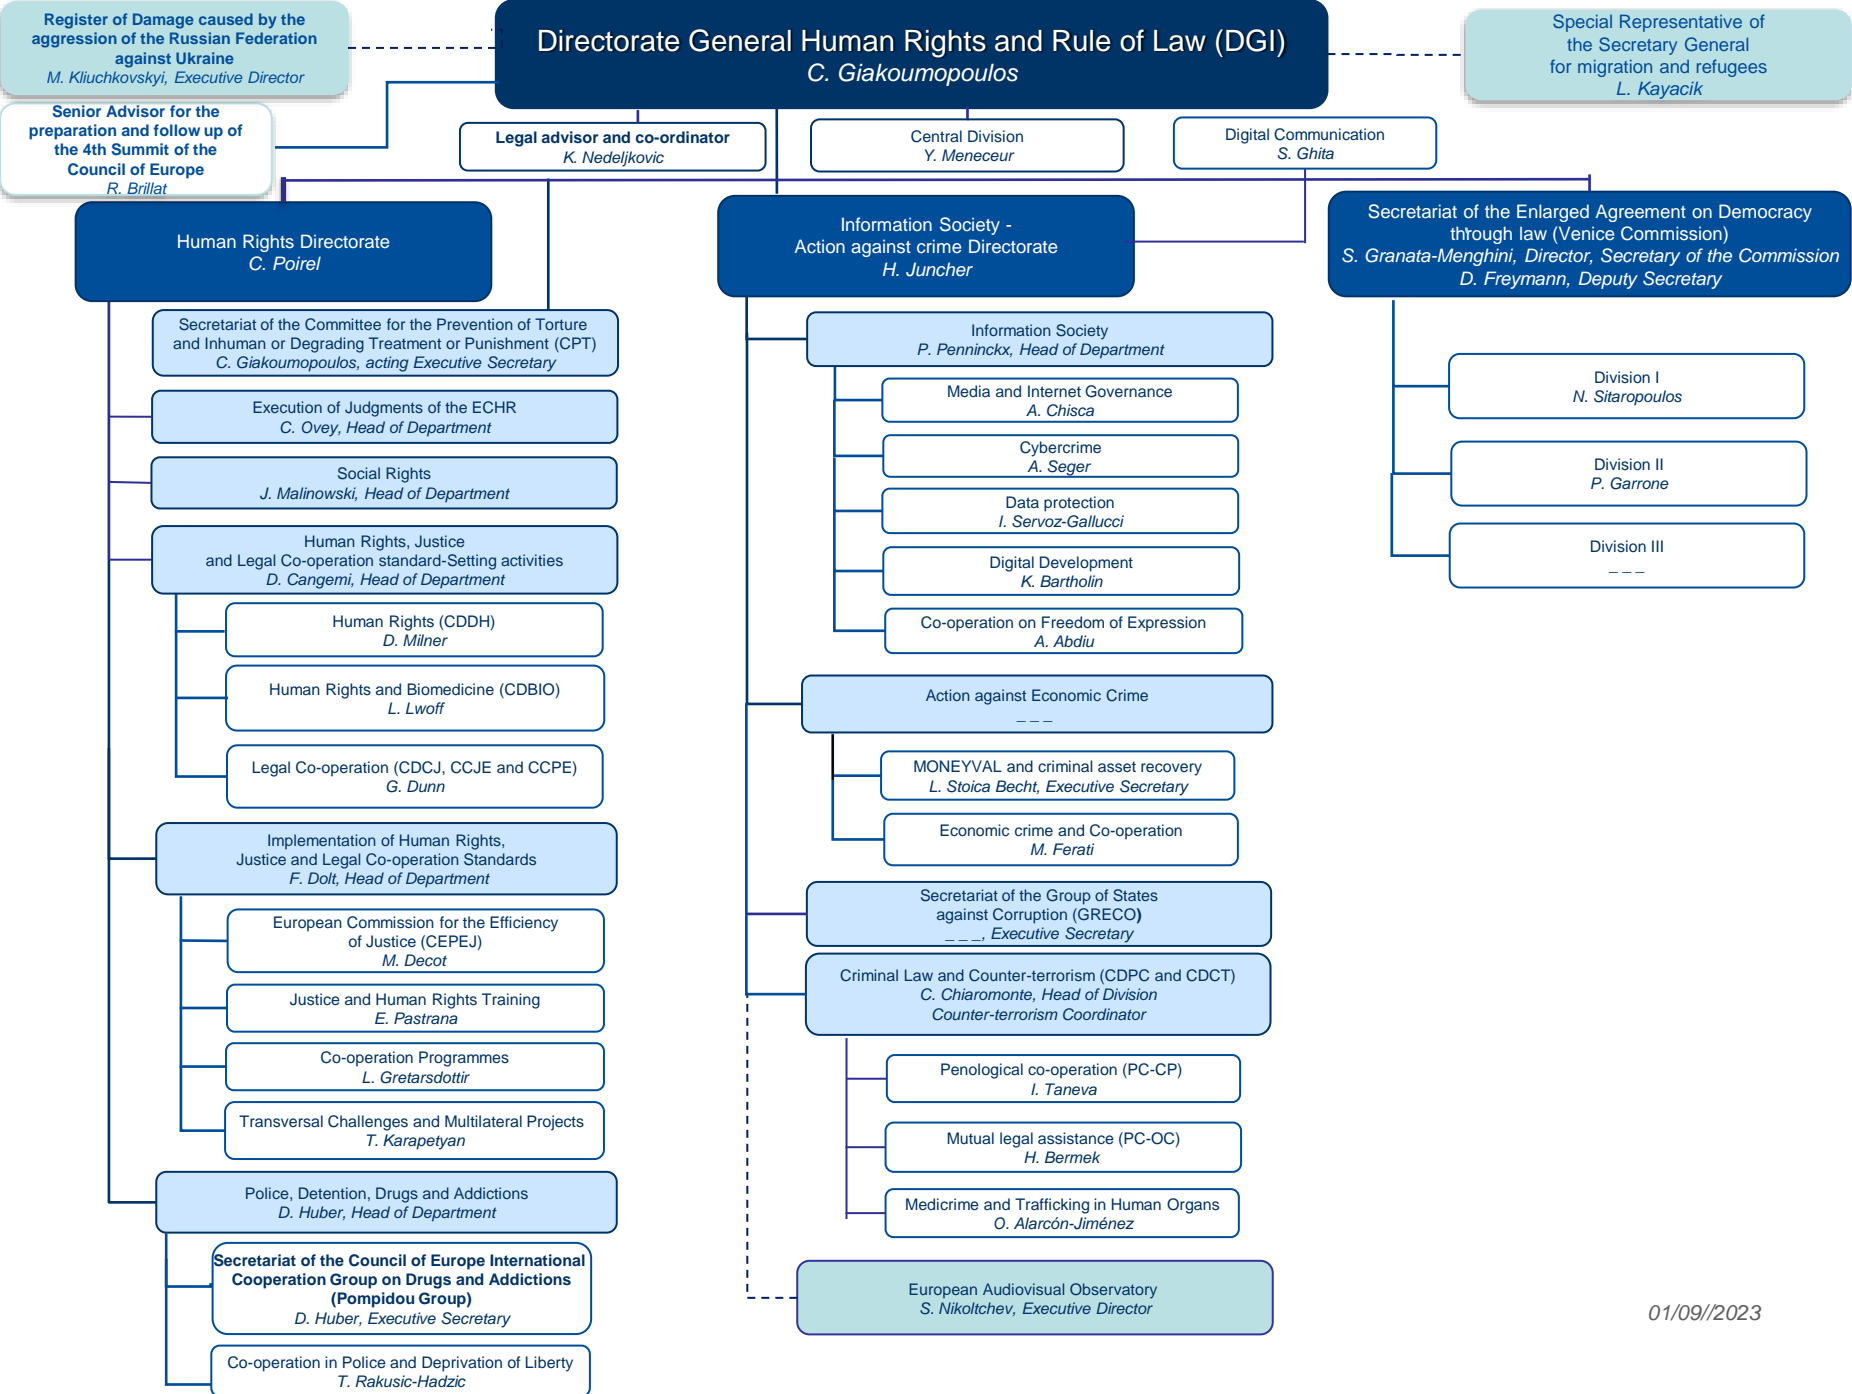 Register of Damage caused by the
aggression of the Russian Federation
against Ukraine
M. Kliuchkovskyi, Executive Director
Directorate General Human Rights and Rule of Law (DGI)
C. Giakoumopoulos
Special Representative of
the Secretary General
for migration and refugees
L. Kayacik
Senior Advisor for the
preparation and follow up of
the 4th Summit of the
Council of Europe
R. Brillat
Legal advisor and co-ordinator
K. Nedeljkovic
Central Division
Y. Meneceur
Digital Communication
S. Ghita
Human Rights Directorate
C. Poirel
Information Society -
Action against crime Directorate
H. Juncher
Secretariat of the Enlarged Agreement on Democracy
through law (Venice Commission)
S. Granata-Menghini, Director, Secretary of the Commission
D. Freymann, Deputy Secretary
Secretariat of the Committee for the Prevention of Torture
and Inhuman or Degrading Treatment or Punishment (CPT)
C. Giakoumopoulos, acting Executive Secretary
Execution of Judgments of the ECHR
C. Ovey, Head of Department
Social Rights
J. Malinowski, Head of Department
Human Rights, Justice
and Legal Co-operation standard-Setting activities
D. Cangemi, Head of Department
Human Rights (CDDH)
D. Milner
Human Rights and Biomedicine (CDBIO)
L. Lwoff
Legal Co-operation (CDCJ, CCJE and CCPE)
G. Dunn
Implementation of Human Rights,
Justice and Legal Co-operation Standards
F. Dolt, Head of Department
European Commission for the Efficiency
of Justice (CEPEJ)
M. Decot
Justice and Human Rights Training
E. Pastrana
Co-operation Programmes
L. Gretarsdottir
Transversal Challenges and Multilateral Projects
T. Karapetyan
Police, Detention, Drugs and Addictions
D. Huber, Head of Department
Secretariat of the Council of Europe International
Cooperation Group on Drugs and Addictions
(Pompidou Group)
D. Huber, Executive Secretary
Co-operation in Police and Deprivation of Liberty
T. Rakusic-Hadzic
Information Society
P. Penninckx, Head of Department
Media and Internet Governance
A. Chisca
Cybercrime
A. Seger
Data protection
I. Servoz-Gallucci
Digital Development
K. Bartholin
Co-operation on Freedom of Expression
A. Abdiu
Action against Economic Crime
_ _ _
MONEYVAL and criminal asset recovery
L. Stoica Becht, Executive Secretary
Economic crime and Co-operation
M. Ferati
Secretariat of the Group of States
against Corruption (GRECO)
_ _ _, Executive Secretary
Criminal Law and Counter-terrorism (CDPC and CDCT)
C. Chiaromonte, Head of Division
Counter-terrorism Coordinator
Penological co-operation (PC-CP)
I. Taneva
Mutual legal assistance (PC-OC)
H. Bermek
Medicrime and Trafficking in Human Organs
O. Alarcón-Jiménez
European Audiovisual Observatory
S. Nikoltchev, Executive Director
Division I
N. Sitaropoulos
Division II
P. Garrone
Division III
_ _ _
01/09//2023